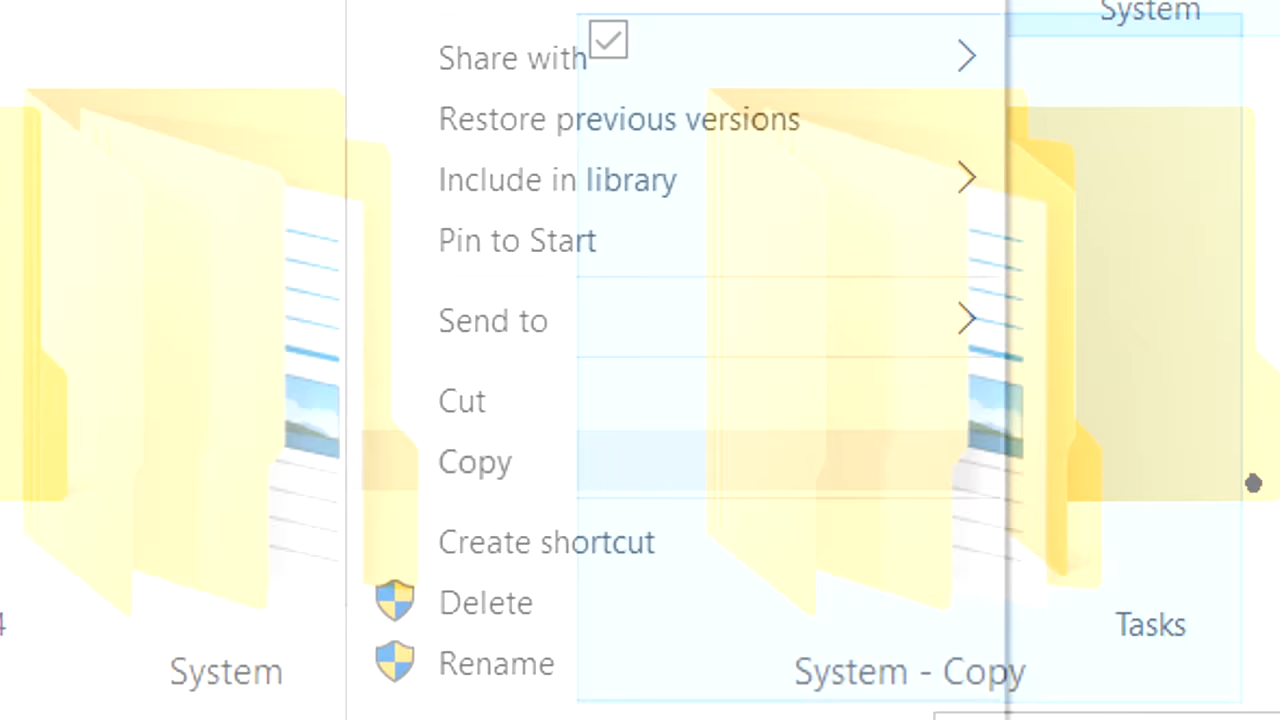 System
Share with
Restore previous versions
Include in library
Pin to Start
Send to
Cut
Copy
Create shortcut
Delete
4
Tasks
Rename
System
System - Copy